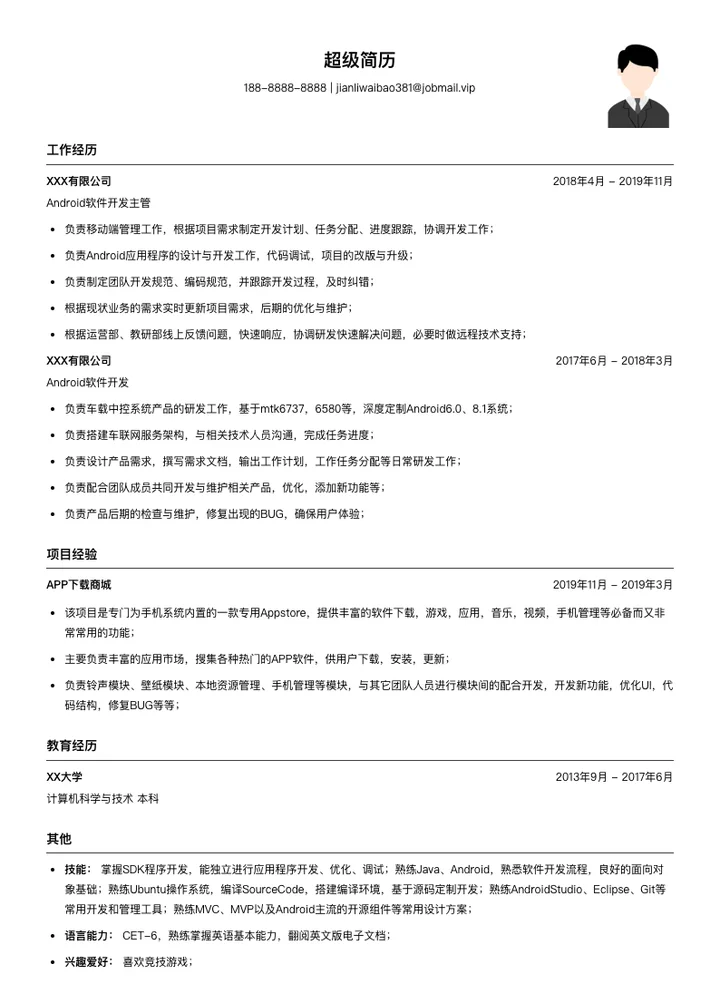 超级简历
188-8888-8888 | jianliwaibao381@jobmail.vip
工作经历
XXX有限公司 2018年4月 – 2019年11月
Android软件开发主管
• 负责移动端管理工作，根据项目需求制定开发计划、任务分配、进度跟踪，协调开发工作；
• 负责Android应用程序的设计与开发工作，代码调试，项目的改版与升级；
• 负责制定团队开发规范、编码规范，并跟踪开发过程，及时纠错；
• 根据现状业务的需求实时更新项目需求，后期的优化与维护；
• 根据运营部、教研部线上反馈问题，快速响应，协调研发快速解决问题，必要时做远程技术支持；
XXX有限公司 2017年6月 – 2018年3月
Android软件开发
• 负责车载中控系统产品的研发工作，基于mtk6737，6580等，深度定制Android6.0、8.1系统；
• 负责搭建车联网服务架构，与相关技术人员沟通，完成任务进度；
• 负责设计产品需求，撰写需求文档，输出工作计划，工作任务分配等日常研发工作；
• 负责配合团队成员共同开发与维护相关产品，优化，添加新功能等；
• 负责产品后期的检查与维护，修复出现的BUG，确保用户体验；
项目经验
APP下载商城 2019年11月 – 2019年3月
• 该项目是专门为手机系统内置的一款专用Appstore，提供丰富的软件下载，游戏，应用，音乐，视频，手机管理等必备而又非
常常用的功能；
• 主要负责丰富的应用市场，搜集各种热门的APP软件，供用户下载，安装，更新；
• 负责铃声模块、壁纸模块、本地资源管理、手机管理等模块，与其它团队人员进行模块间的配合开发，开发新功能，优化UI，代
码结构，修复BUG等等；
教育经历
XX大学 2013年9月 – 2017年6月
计算机科学与技术 本科
其他
• 技能： 掌握SDK程序开发，能独立进行应用程序开发、优化、调试；熟练Java、Android，熟悉软件开发流程，良好的面向对
象基础；熟练Ubuntu操作系统，编译SourceCode，搭建编译环境，基于源码定制开发；熟练AndroidStudio、Eclipse、Git等
常用开发和管理工具；熟练MVC、MVP以及Android主流的开源组件等常用设计方案；
• 语言能力： CET-6，熟练掌握英语基本能力，翻阅英文版电子文档；
• 兴趣爱好： 喜欢竞技游戏；